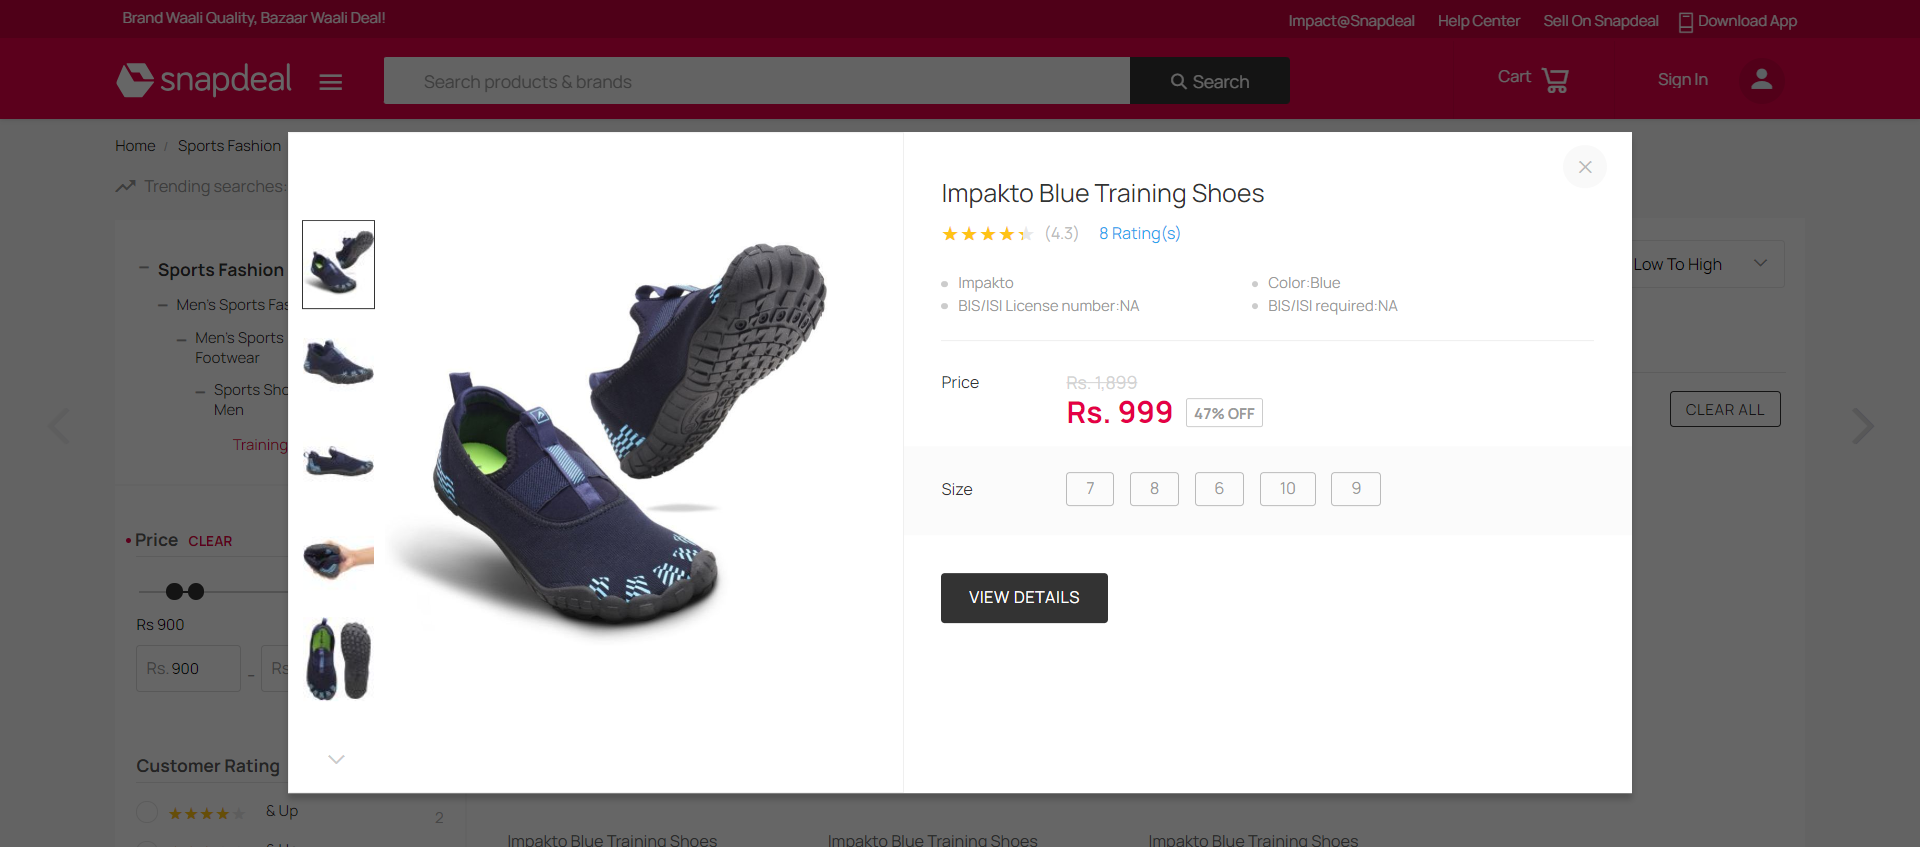 Brand Waali Quality, Bazaar Waali Deal!
Impact@Snapdeal Help Center Sell On Snapdeal Download App
snapdeal
Search products & brands
Search
Cart
Sign In
Home / Sports Fashion
Trending searches:
Sports Fashion
Men's Sports Fas
Men's Sports
Footwear
Sports Sho
Men
Training
Price CLEAR
Rs 900
Rs. 900 – Rs
Customer Rating
& Up 2
Impakto Blue Training Shoes
(4.3) 8 Rating(s)
Impakto Color:Blue
BIS/ISI License number:NA BIS/ISI required:NA
Price Rs. 1,899
Rs. 999 47% OFF
Size 7 8 6 10 9
VIEW DETAILS
Low To High
CLEAR ALL
Impakto Blue Training Shoes Impakto Blue Training Shoes Impakto Blue Training Shoes